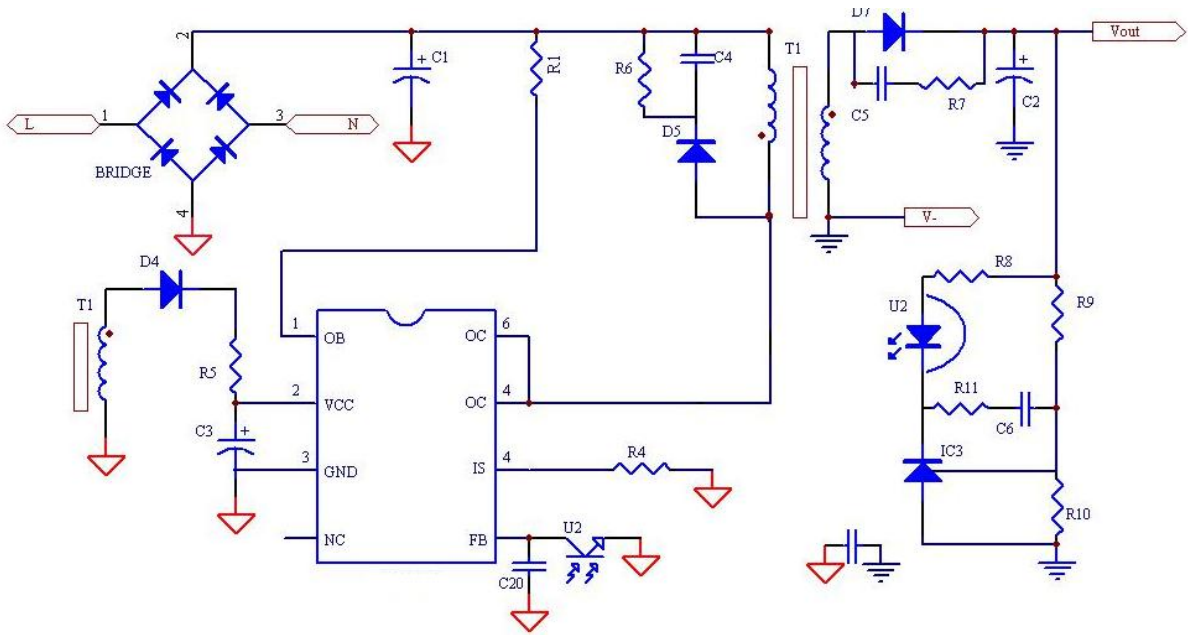 D7
Vout
2
+ C1
R1
R6
C4
T1
+
C5
R7
C2
L
1
3
N
D5
BRIDGE
4
V-
D4
T1
R8
U2
R9
1
OB
OC
6
R5
2
VCC
OC
4
R11
C6
C3
+
3
GND
IS
4
R4
IC3
NC
FB
U2
R10
C20